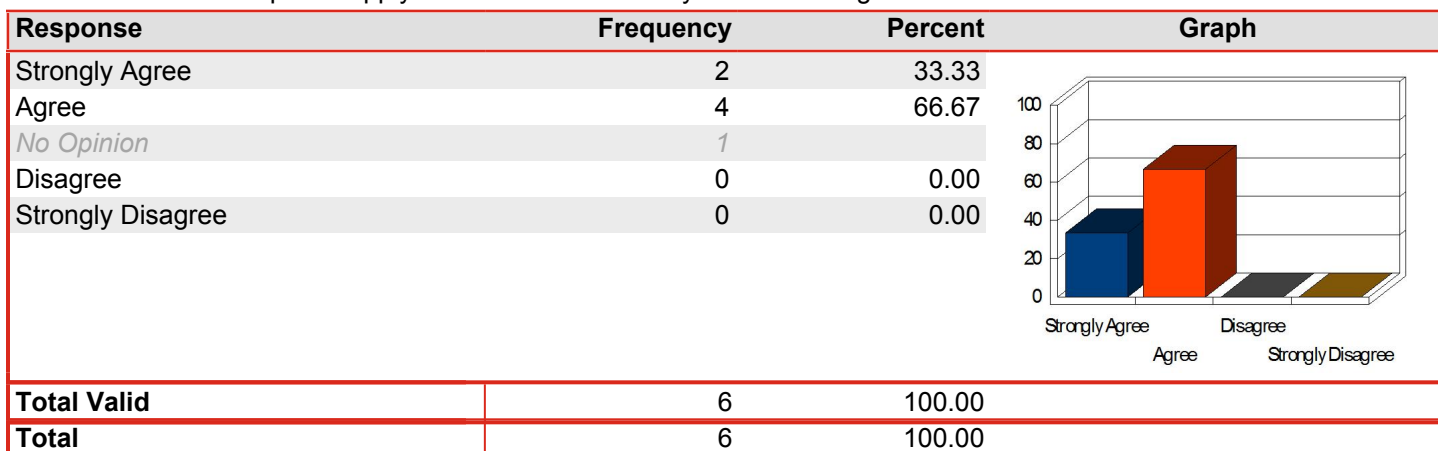 Response Frequency Percent Graph
Strongly Agree 2 33.33
Agree 4 66.67
No Opinion 1
Disagree 0 0.00
Strongly Disagree 0 0.00
100
80
60
40
20
0
Strongly Agree Disagree
Agree Strongly Disagree
Total Valid 6 100.00
Total 6 100.00